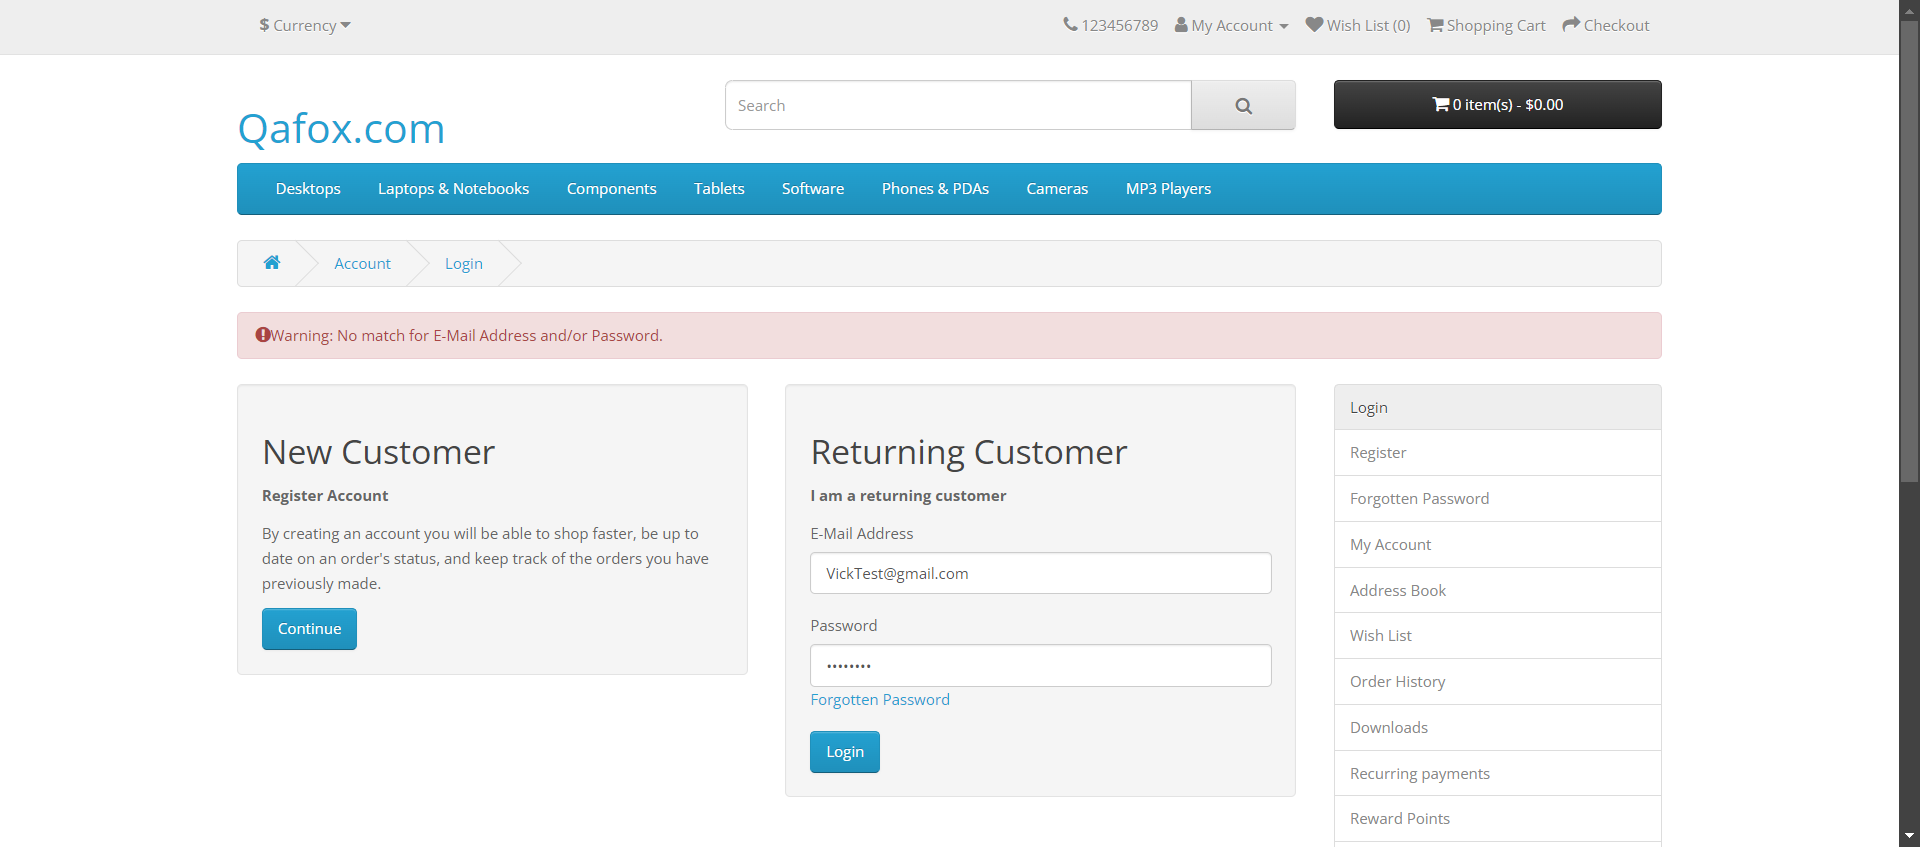 $ Currency
123456789 My Account Wish List (0) Shopping Cart Checkout
Qafox.com
Search
0 item(s) - $0.00
Desktops Laptops & Notebooks Components Tablets Software Phones & PDAs Cameras MP3 Players
Account Login
Warning: No match for E-Mail Address and/or Password.
New Customer
Register Account
By creating an account you will be able to shop faster, be up to
date on an order's status, and keep track of the orders you have
previously made.
Continue
Returning Customer
I am a returning customer
E-Mail Address
VickTest@gmail.com
Password
••••••••
Forgotten Password
Login
Login
Register
Forgotten Password
My Account
Address Book
Wish List
Order History
Downloads
Recurring payments
Reward Points